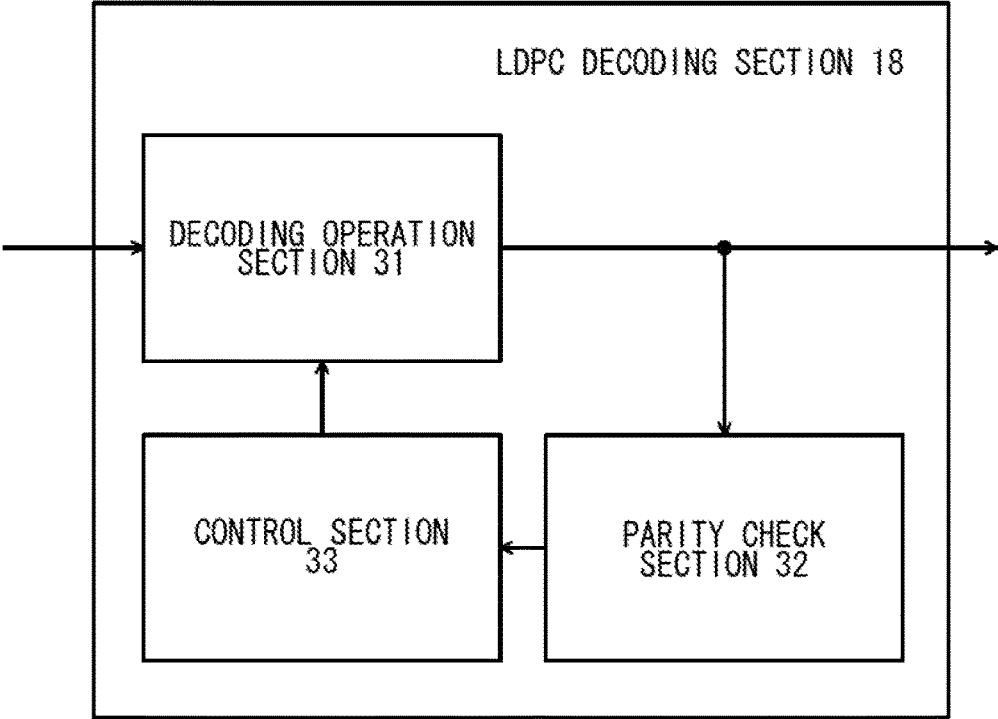 LDPC DECODING SECTION 18
DECODING OPERATION
SECTION 31
CONTROL SECTION
33
PARITY CHECK
SECTION 32